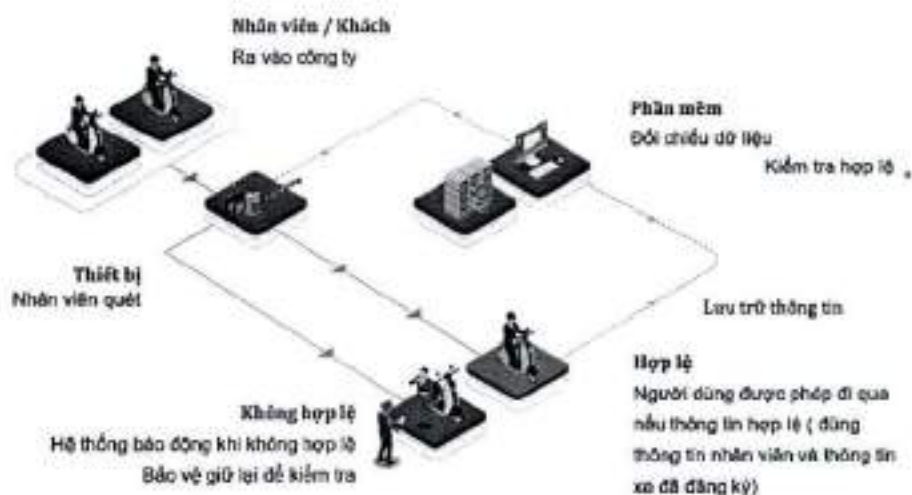 Nhân viên / Khách
Ra vào công ty
Phần mềm
Đối chiếu dữ liệu
Kiểm tra hợp lệ
Thiết bị
Nhân viên quét
Lưu trữ thông tin
Hợp lệ
Người dùng được phép đi qua
nếu thông tin hợp lệ ( đúng
thông tin nhân viên và thông tin
xe đã đăng ký)
Không hợp lệ
Hệ thống báo động khi không hợp lệ
Bảo vệ giữ lại để kiểm tra